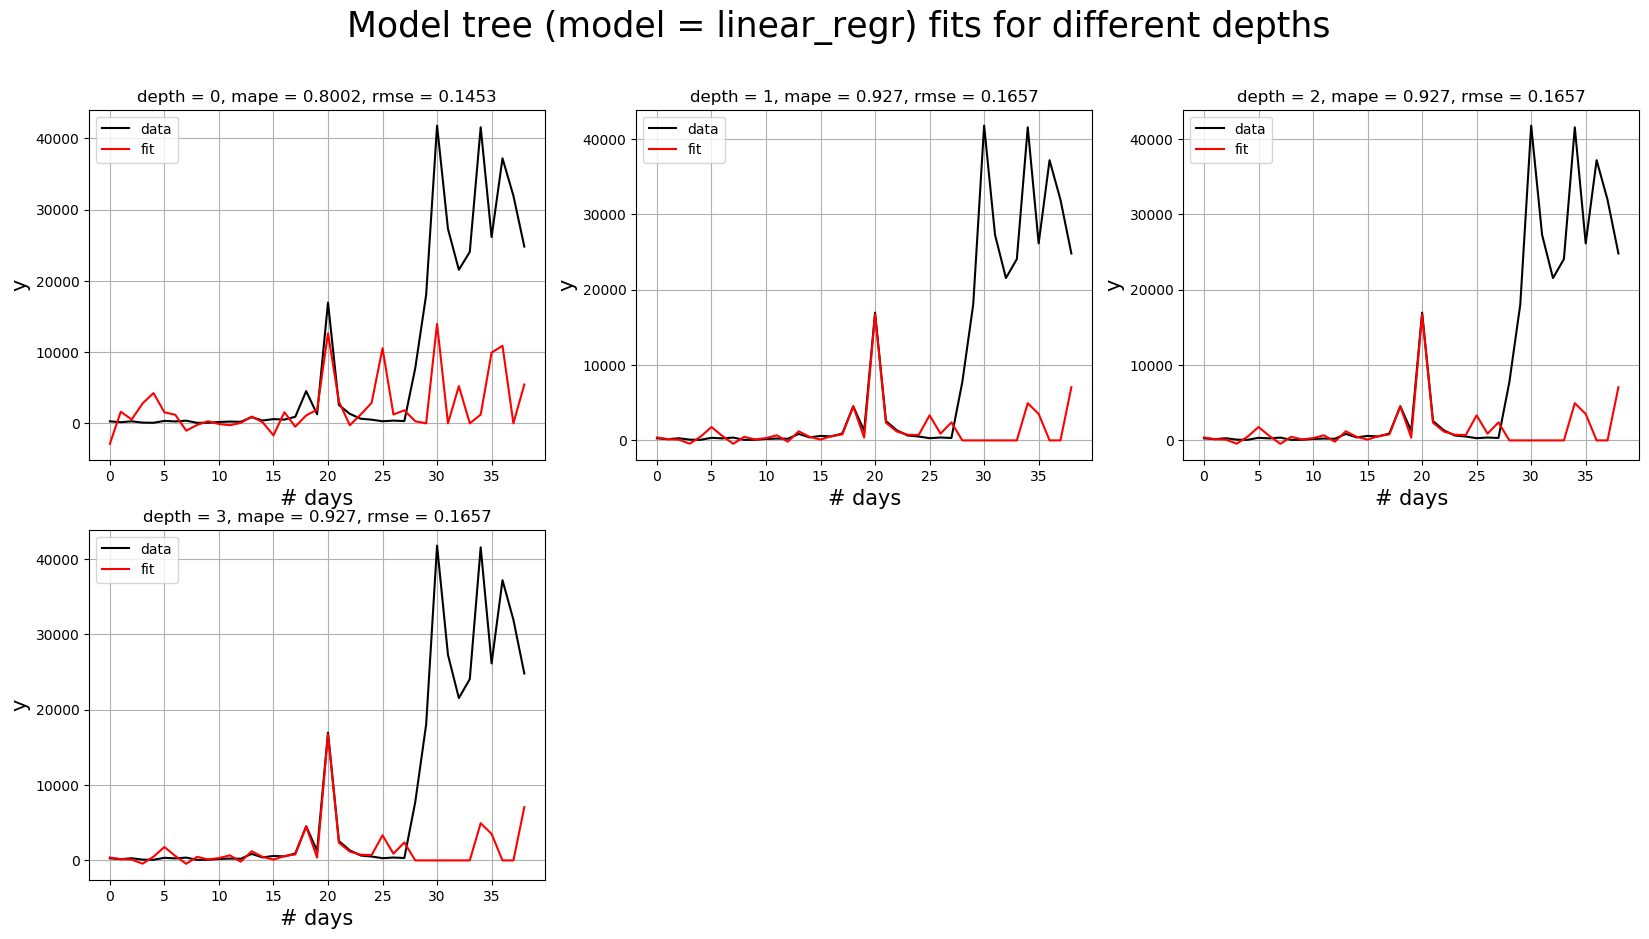 Model tree (model = linear_regr) fits for different depths
depth = 0, mape = 0.8002, rmse = 0.1453
data
fit
40000
30000
20000
10000
0
y
0 5 10 15 20 25 30 35
# days
depth = 1, mape = 0.927, rmse = 0.1657
data
fit
40000
30000
20000
10000
0
y
0 5 10 15 20 25 30 35
# days
depth = 2, mape = 0.927, rmse = 0.1657
data
fit
40000
30000
20000
10000
0
y
0 5 10 15 20 25 30 35
# days
depth = 3, mape = 0.927, rmse = 0.1657
data
fit
40000
30000
20000
10000
0
y
0 5 10 15 20 25 30 35
# days